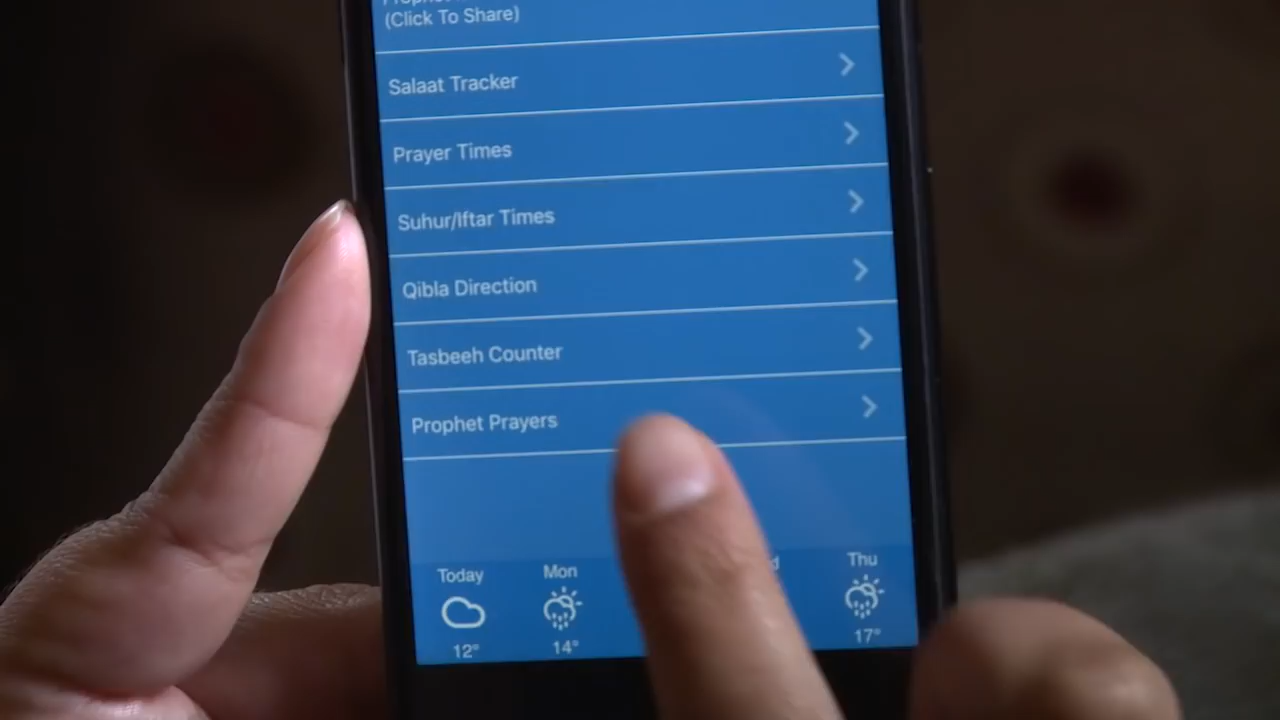 (Click To Share)
Salaat Tracker
Prayer Times
Suhur/Iftar Times
Qibla Direction
Tasbeeh Counter
Prophet Prayers
Today Mon Thu
12° 14° 17°